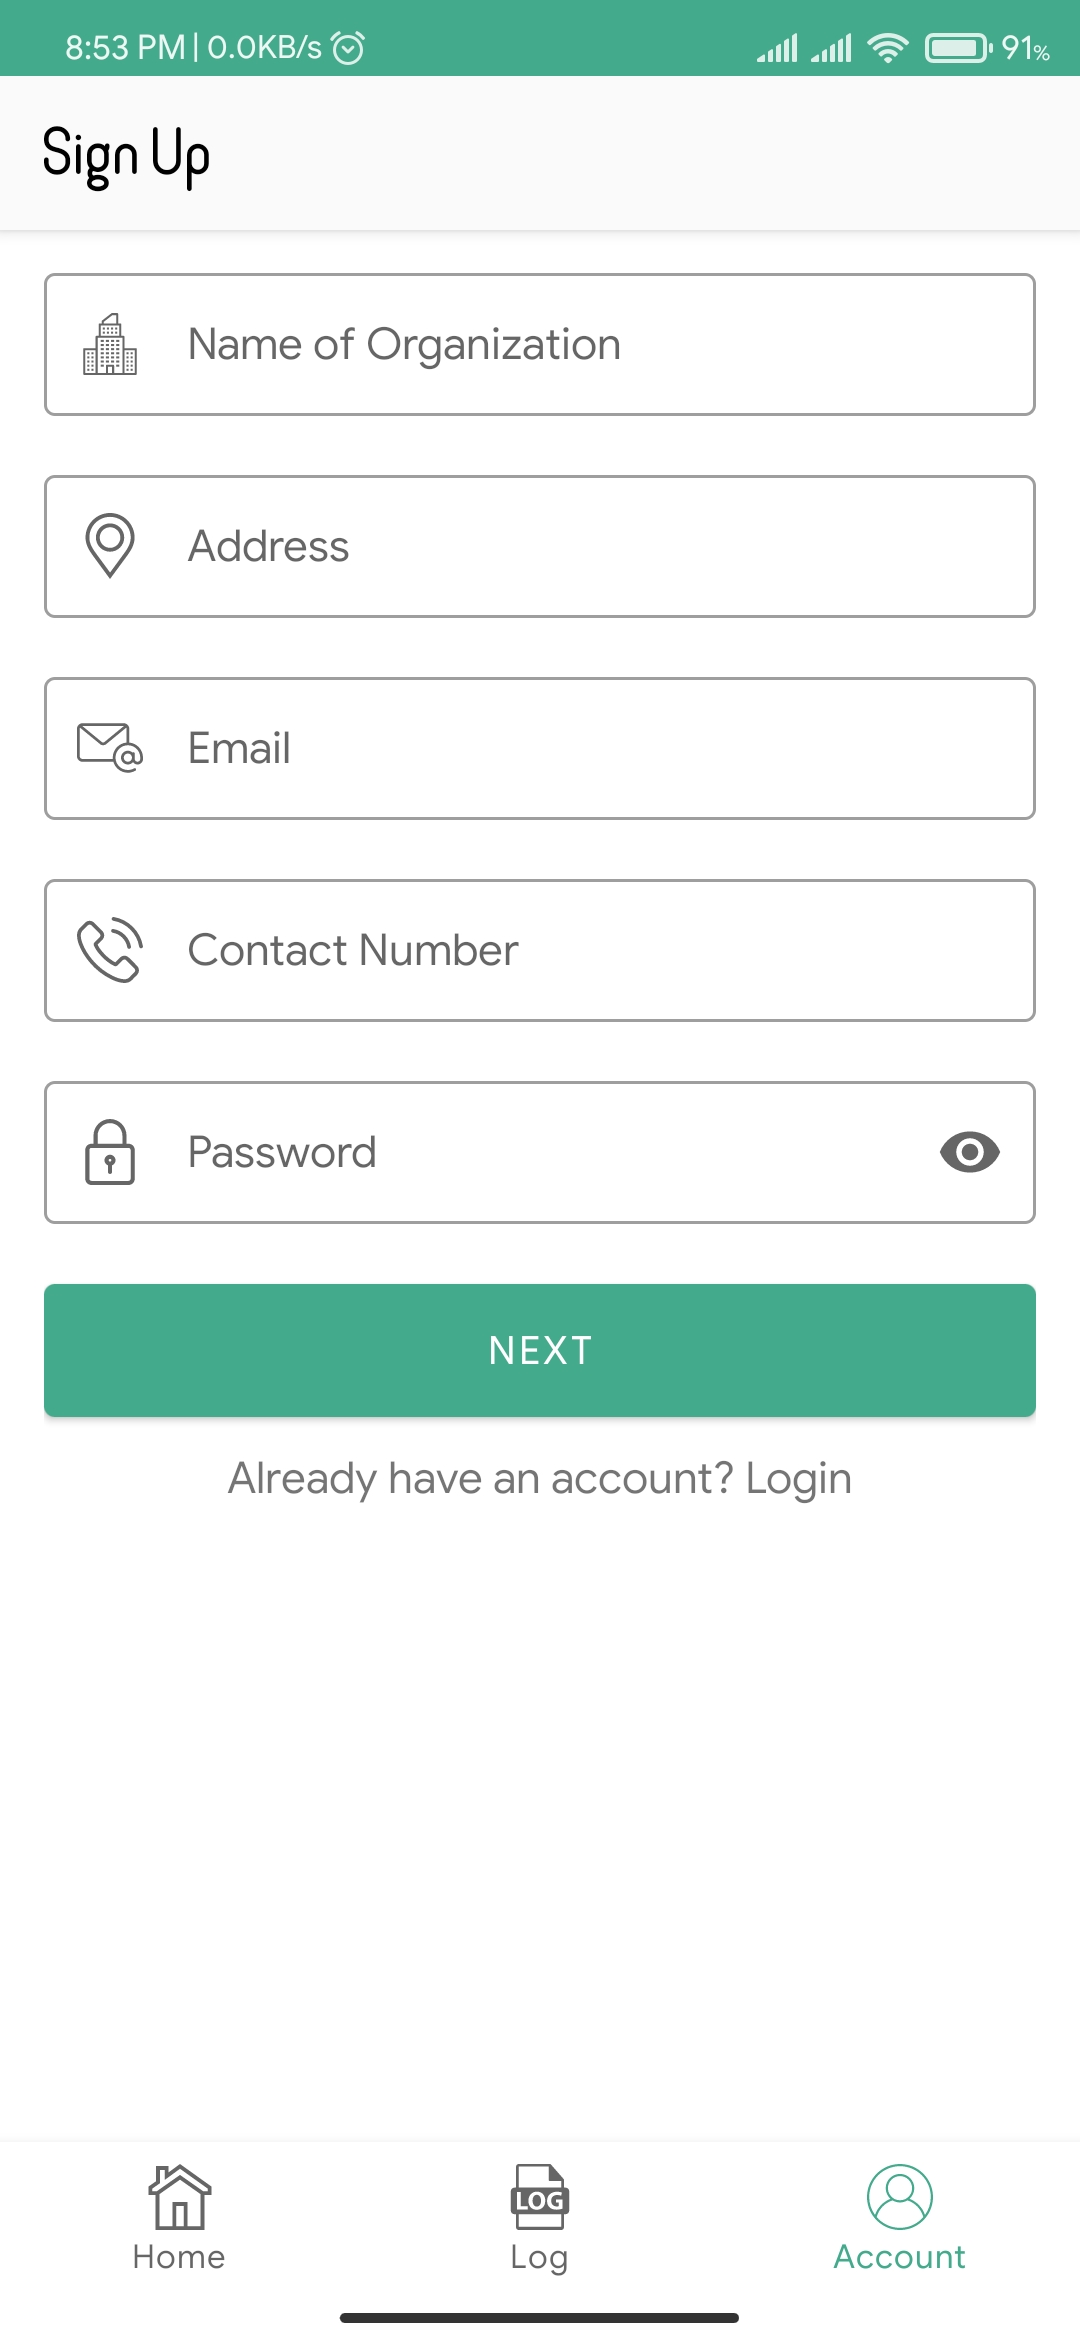 8:53 PM | 0.0KB/s 91%
Sign Up
Name of Organization
Address
Email
Contact Number
Password
NEXT
Already have an account? Login
LOG
Home Log Account